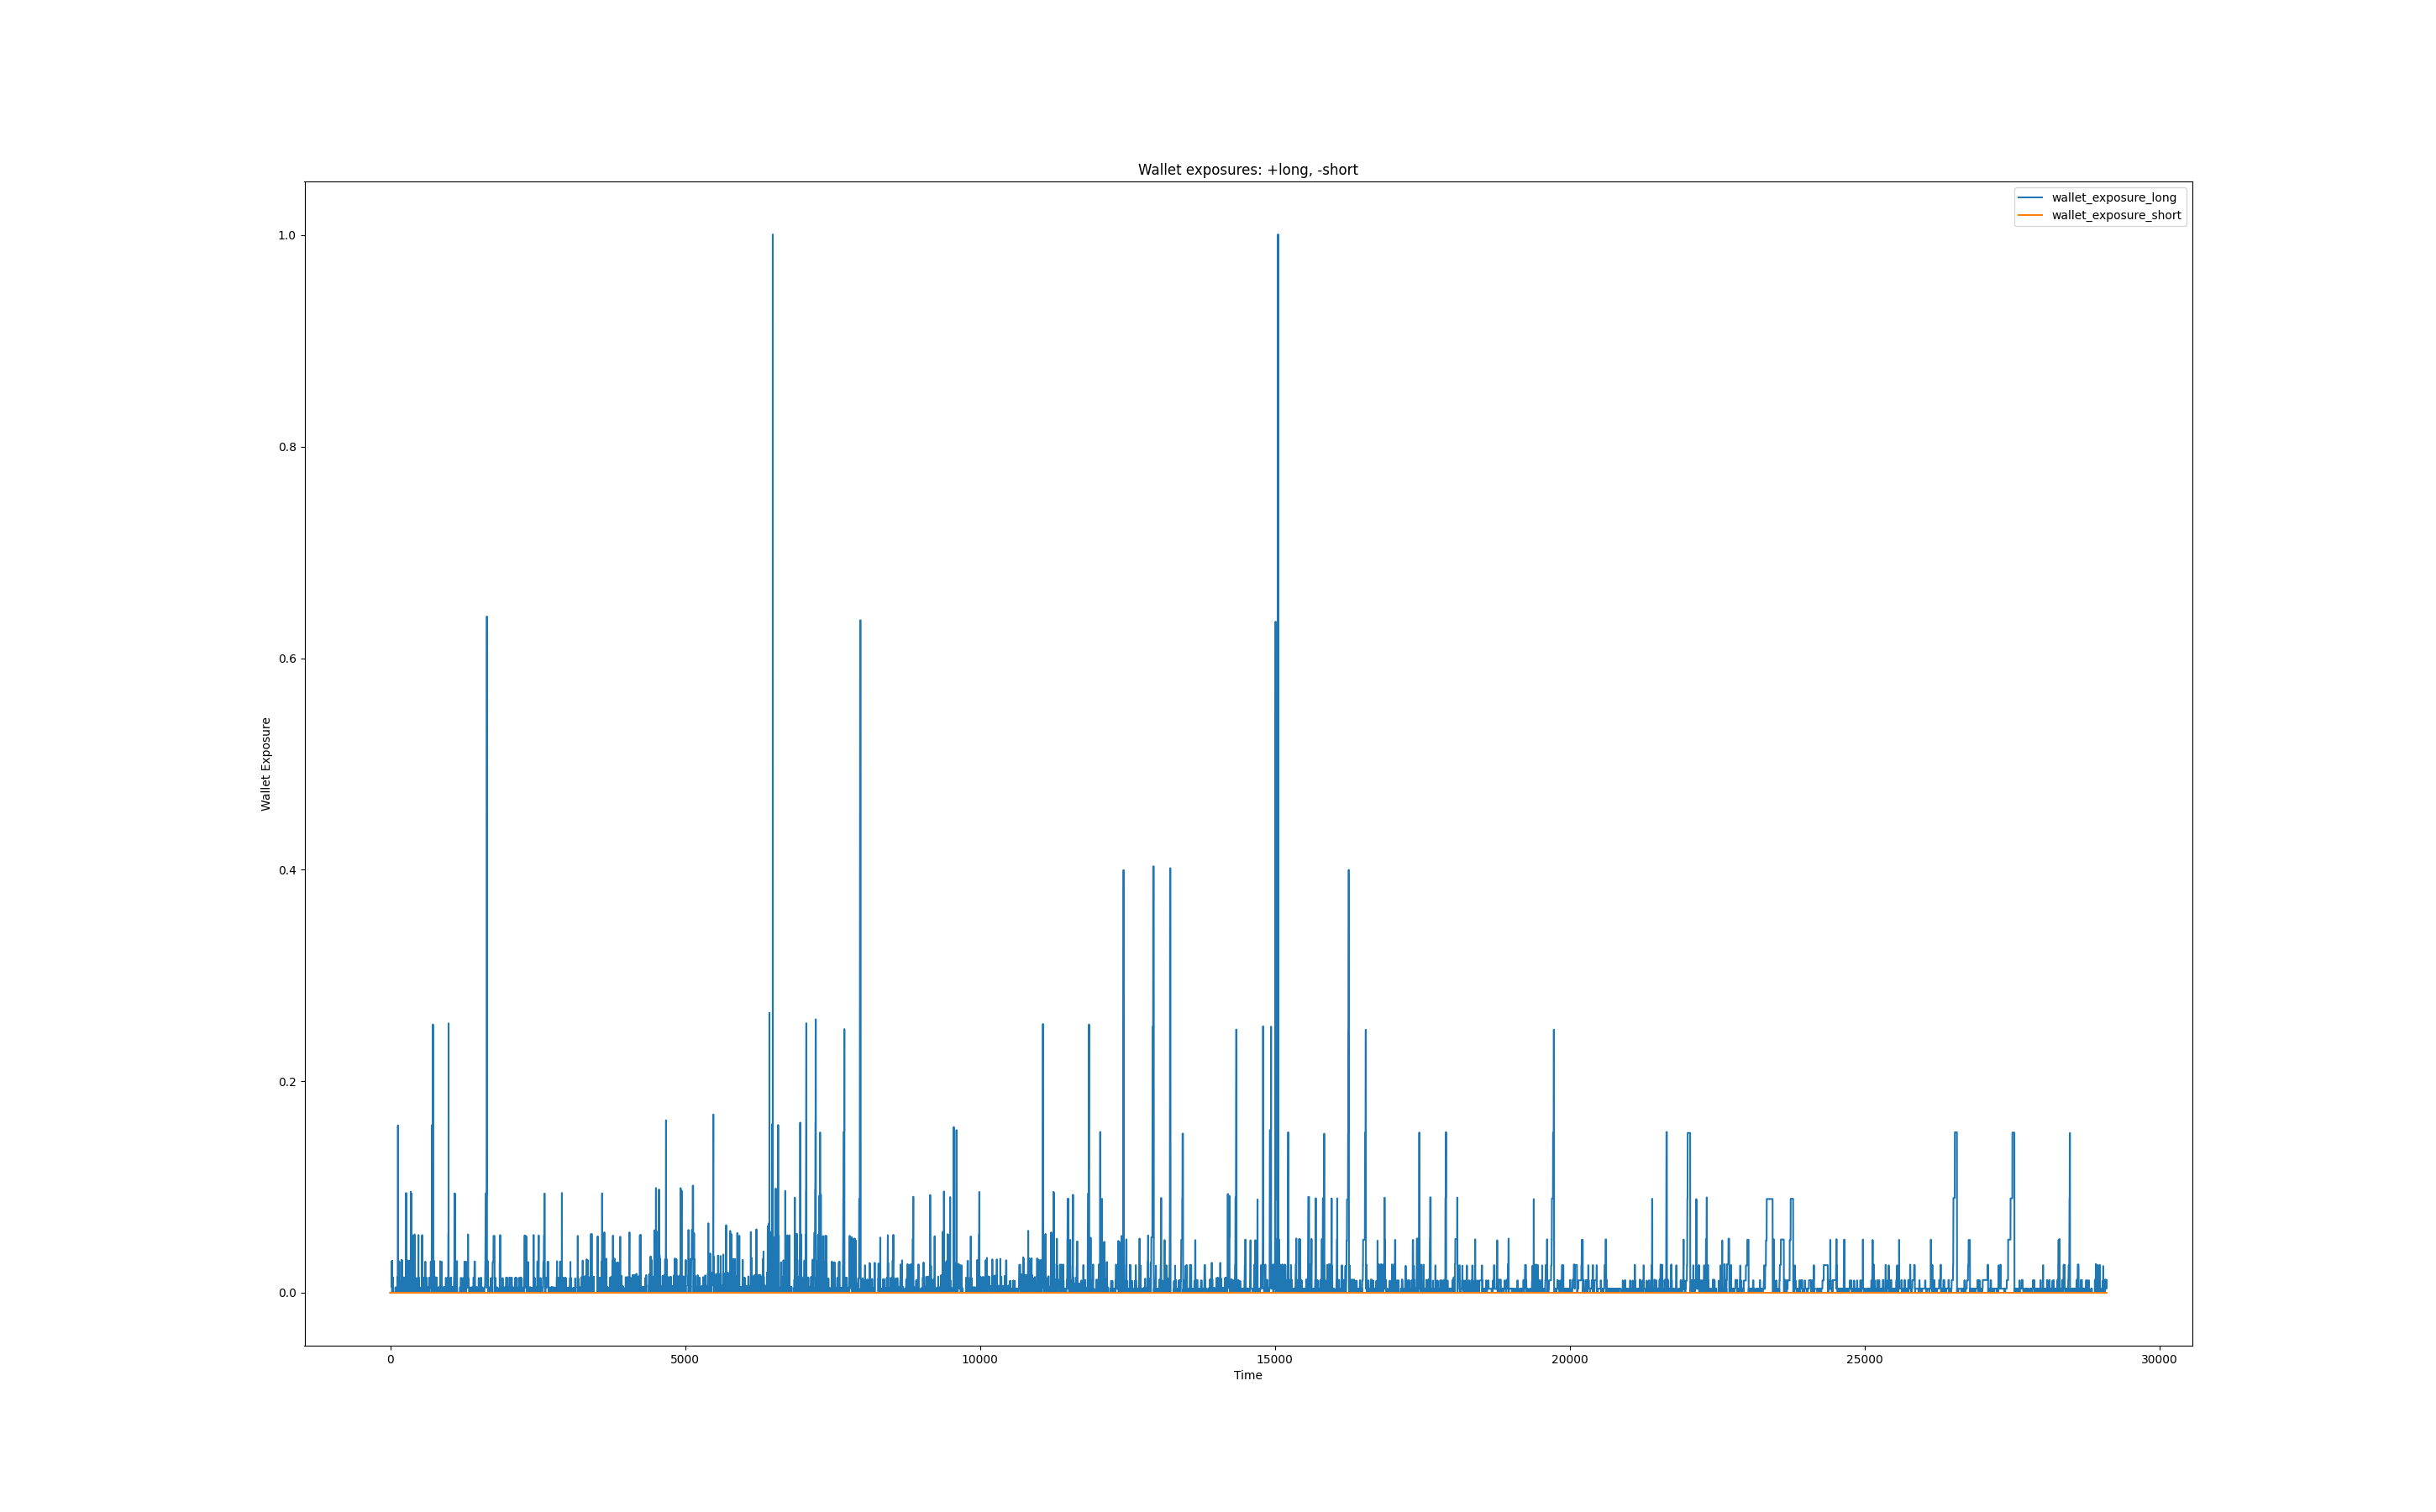 Wallet exposures: +long, -short
wallet_exposure_long
wallet_exposure_short
1.0
0.8
0.6
0.4
0.2
0.0
Wallet Exposure
0 5000 10000 15000 20000 25000 30000
Time